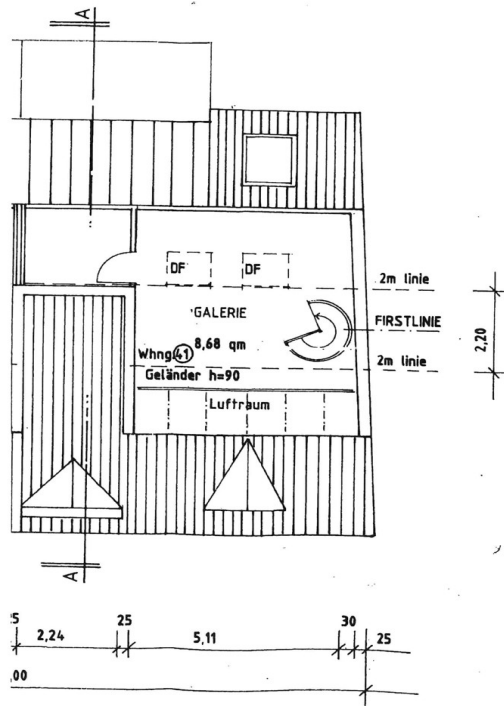 A
DF
DF
2m linie
GALERIE
FIRSTLINIE
2,20
8,68 qm
Whng.41
2m linie
Geländer h=90
Luftraum
A
5
25
30
25
2,24
5,11
,00